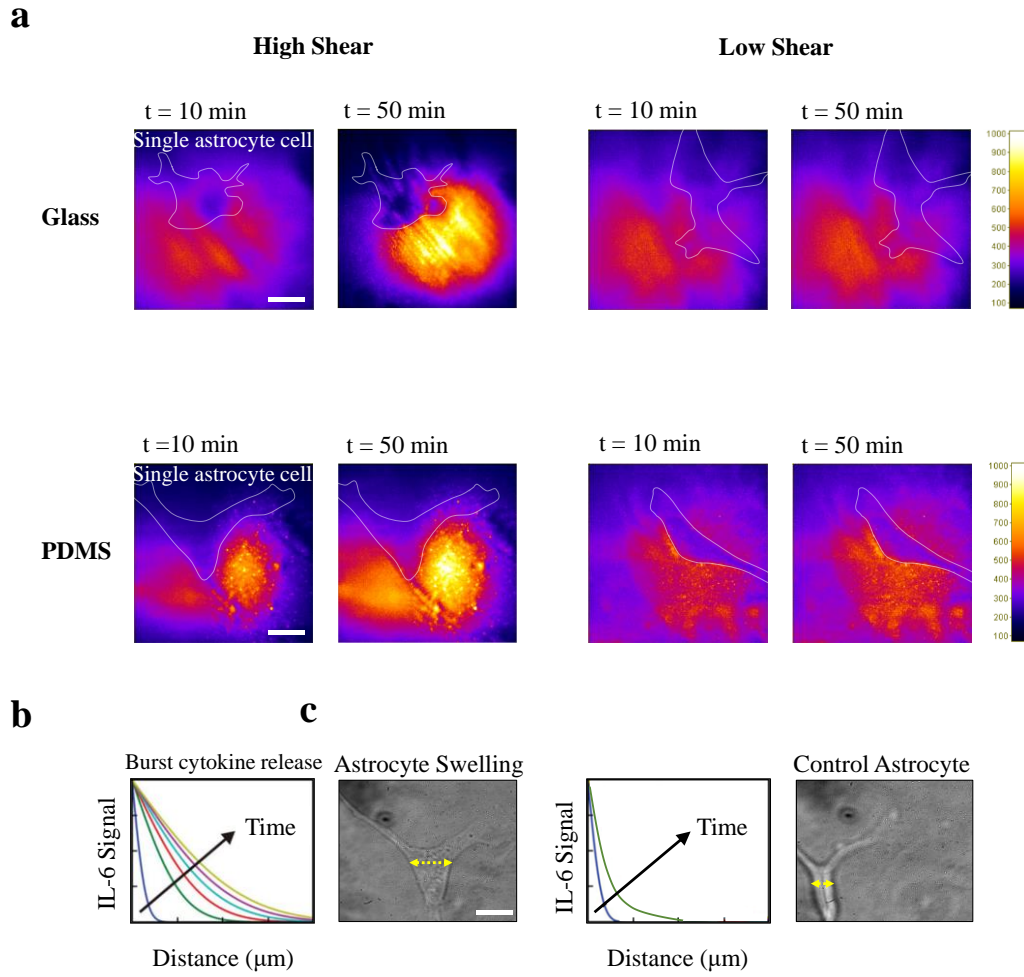 a
High Shear
Low Shear
t = 10 min
t = 50 min
t = 10 min
t = 50 min
Single astrocyte cell
Glass
1000
900
800
700
600
500
400
300
200
100
t =10 min
t = 50 min
t = 10 min
t = 50 min
Single astrocyte cell
PDMS
1000
900
800
700
600
500
400
300
200
100
b
c
Burst cytokine release
Astrocyte Swelling
Control Astrocyte
IL-6 Signal
Time
IL-6 Signal
Time
Distance (μm)
Distance (μm)